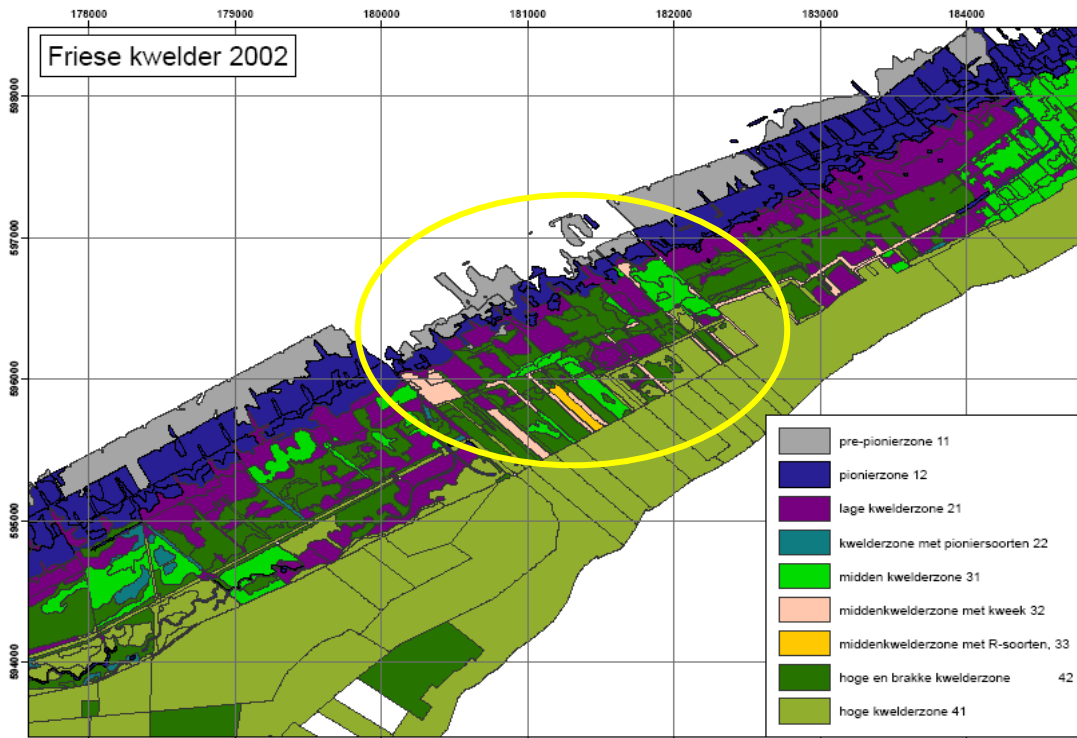 178000 179000 180000 181000 182000 183000 184000
Friese kwelder 2002
598000
597000
596000
595000
594000
pre-pionierzone 11
pionierzone 12
lage kwelderzone 21
kwelderzone met pioniersoorten 22
midden kwelderzone 31
middenkwelderzone met kweek 32
middenkwelderzone met R-soorten, 33
hoge en brakke kwelderzone 42
hoge kwelderzone 41